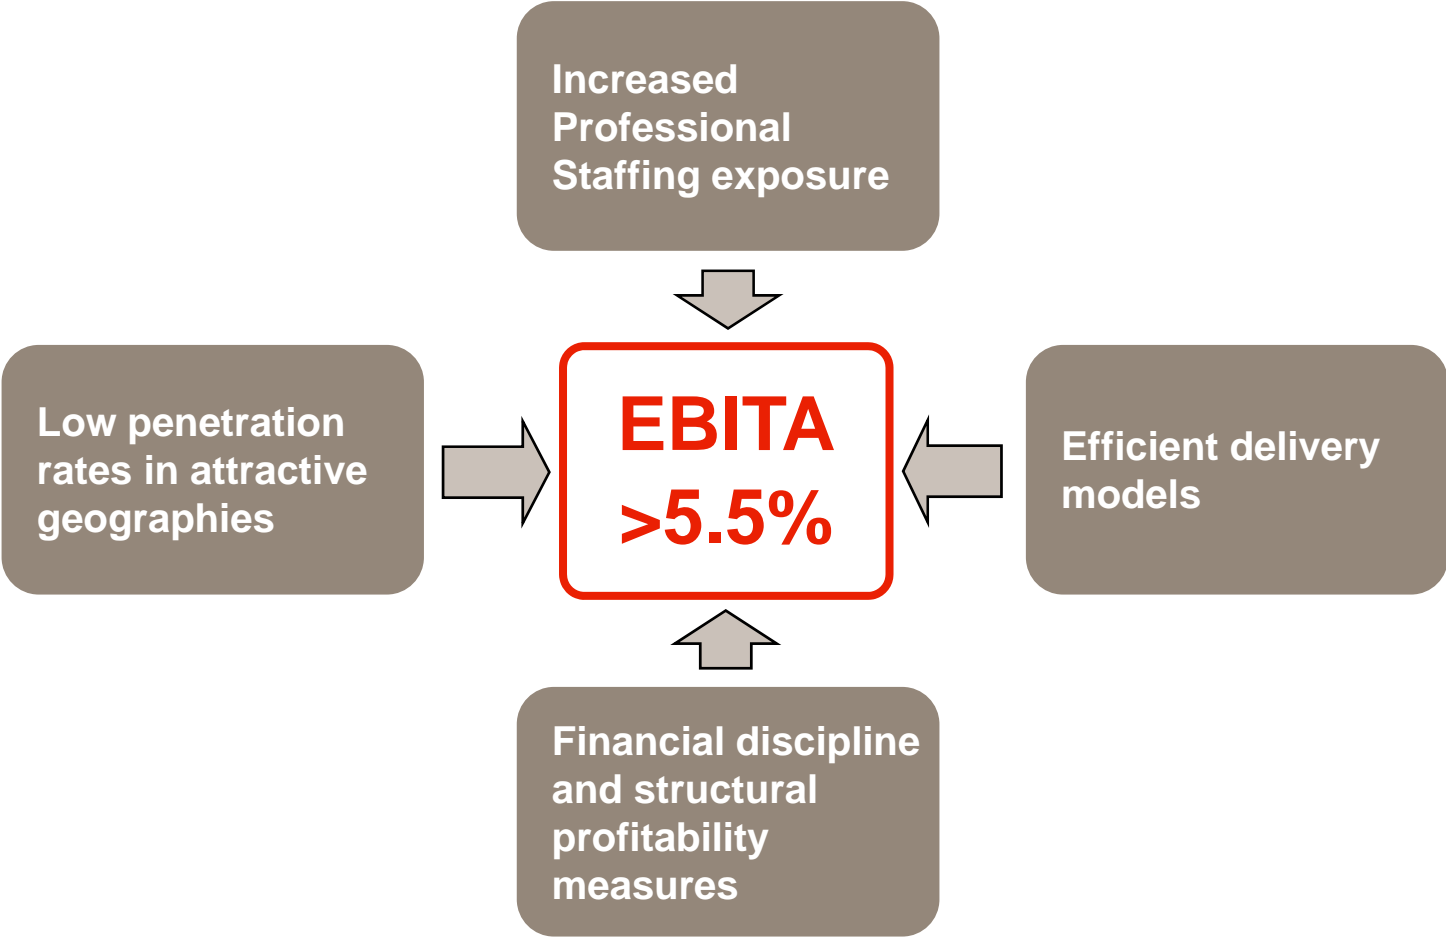 Increased
Professional
Staffing exposure
Low penetration
rates in attractive
geographies
EBITA
>5.5%
Efficient delivery
models
Financial discipline
and structural
profitability
measures